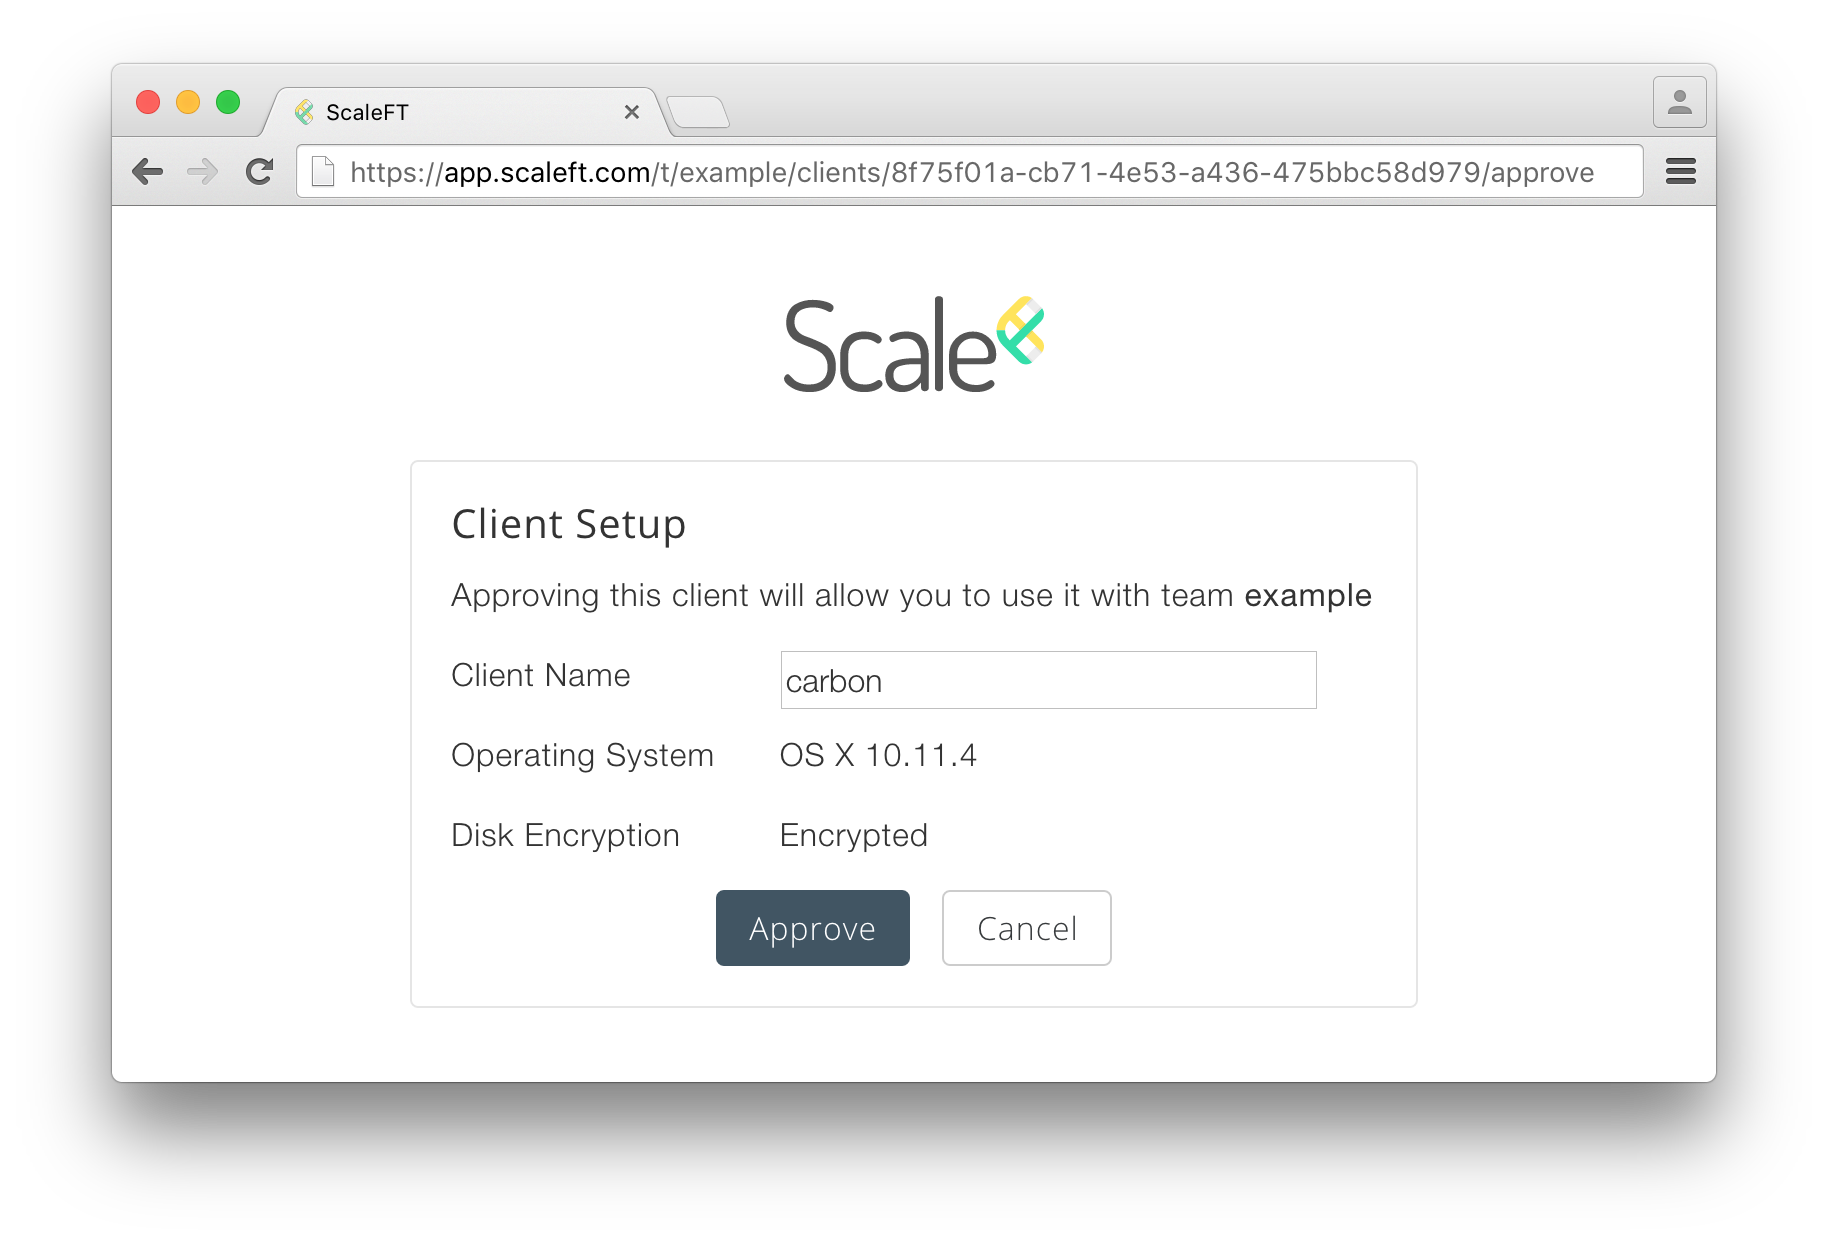 ScaleFT
https://app.scaleft.com/t/example/clients/8f75f01a-cb71-4e53-a436-475bbc58d979/approve
Scale
Client Setup
Approving this client will allow you to use it with team example
Client Name carbon
Operating System OS X 10.11.4
Disk Encryption Encrypted
Approve Cancel